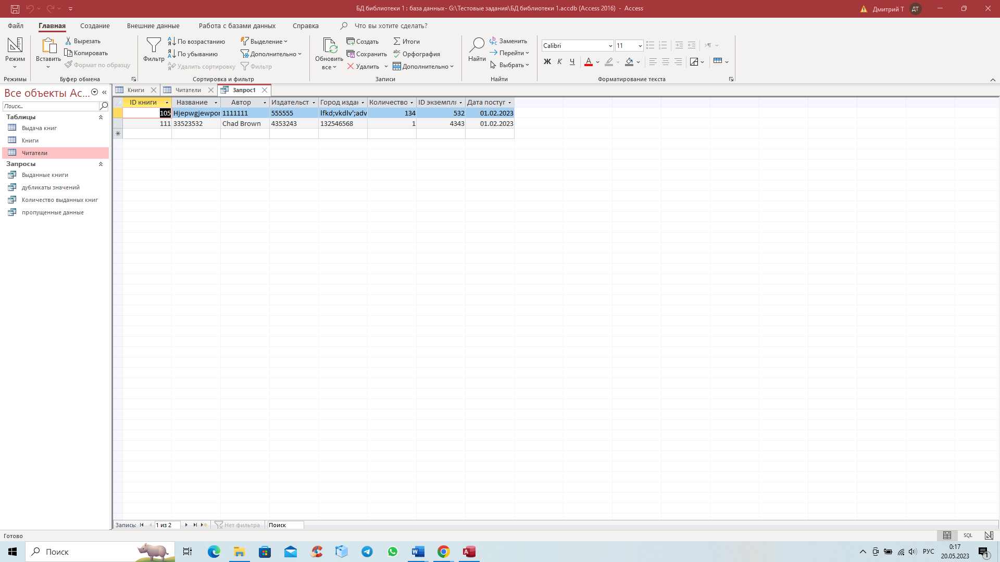 БД библиотеки 1 : база данных- G:\Тестовые задания\БД библиотеки 1.accdb (Access 2016) - Access
Дмитрий Т
ДТ
Файл Главная Создание Внешние данные Работа с базами данных Справка Что вы хотите сделать?
Режим
Режимы
Вставить
Вырезать
Копировать
Формат по образцу
Буфер обмена
Фильтр
По возрастанию
По убыванию
Удалить сортировку
Выделение
Дополнительно
Фильтр
Сортировка и фильтр
Обновить
все
Создать
Сохранить
Удалить
Итоги
Орфография
Дополнительно
Записи
Найти
Заменить
Перейти
Выбрать
Найти
Calibri 11
Ж К Ч А
Форматирование текста
Все объекты Ac...
Поиск...
Таблицы
Выдача книг
Книги
Читатели
Запросы
Выданные книги
дубликаты значений
Количество выданных книг
пропущенные данные
Книги Читатели Запрос1
ID книги Название Автор Издательст Город издан Количество ID экземпля Дата постуг
105 Hjepwgjewpor 1111111 555555 lfkd;vkdlv';adv 134 532 01.02.2023
111 33523532 Chad Brown 4353243 132546568 1 4343 01.02.2023
Запись: 1 из 2 Нет фильтра Поиск
Готово
SQL
Поиск
РУС
0:17
20.05.2023
1